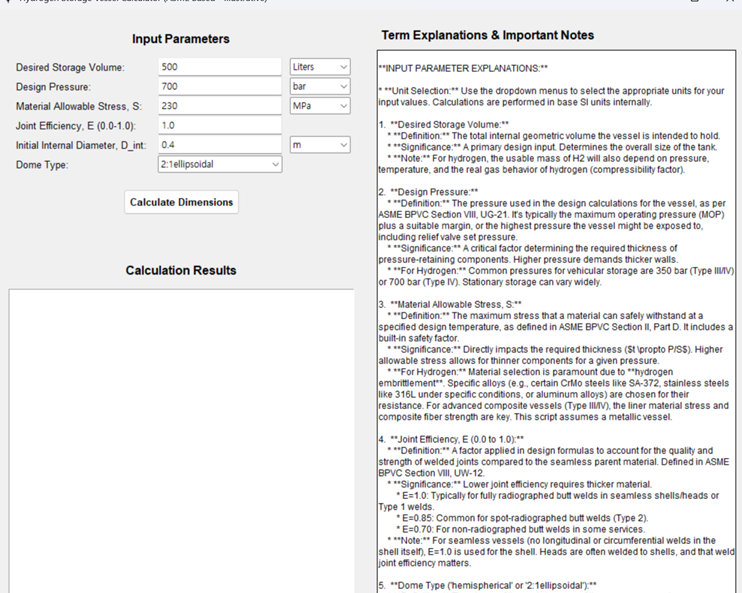 Hydrogen Storage Vessel Calculator (ASME Based - Illustrative)
Input Parameters
Desired Storage Volume: 500 Liters
Design Pressure: 700 bar
Material Allowable Stress, S: 230 MPa
Joint Efficiency, E (0.0-1.0): 1.0
Initial Internal Diameter, D_int: 0.4 m
Dome Type: 2:1ellipsoidal
Calculate Dimensions
Calculation Results
Term Explanations & Important Notes
**INPUT PARAMETER EXPLANATIONS:**
* **Unit Selection:** Use the dropdown menus to select the appropriate units for your
input values. Calculations are performed in base SI units internally.
1. **Desired Storage Volume:**
* **Definition:** The total internal geometric volume the vessel is intended to hold.
* **Significance:** A primary design input. Determines the overall size of the tank.
* **Note:** For hydrogen, the usable mass of H2 will also depend on pressure,
temperature, and the real gas behavior of hydrogen (compressibility factor).
2. **Design Pressure:**
* **Definition:** The pressure used in the design calculations for the vessel, as per
ASME BPVC Section VIII, UG-21. It's typically the maximum operating pressure (MOP)
plus a suitable margin, or the highest pressure the vessel might be exposed to,
including relief valve set pressure.
* **Significance:** A critical factor determining the required thickness of
pressure-retaining components. Higher pressure demands thicker walls.
* **For Hydrogen:** Common pressures for vehicular storage are 350 bar (Type III/IV)
or 700 bar (Type IV). Stationary storage can vary widely.
3. **Material Allowable Stress, S:**
* **Definition:** The maximum stress that a material can safely withstand at a
specified design temperature, as defined in ASME BPVC Section II, Part D. It includes a
built-in safety factor.
* **Significance:** Directly impacts the required thickness ($t \propto P/S$). Higher
allowable stress allows for thinner components for a given pressure.
* **For Hydrogen:** Material selection is paramount due to **hydrogen
embrittlement**. Specific alloys (e.g., certain CrMo steels like SA-372, stainless steels
like 316L under specific conditions, or aluminum alloys) are chosen for their
resistance. For advanced composite vessels (Type III/IV), the liner material stress and
composite fiber strength are key. This script assumes a metallic vessel.
4. **Joint Efficiency, E (0.0 to 1.0):**
* **Definition:** A factor applied in design formulas to account for the quality and
strength of welded joints compared to the seamless parent material. Defined in ASME
BPVC Section VIII, UW-12.
* **Significance:** Lower joint efficiency requires thicker material.
* E=1.0: Typically for fully radiographed butt welds in seamless shells/heads or
Type 1 welds.
* E=0.85: Common for spot-radiographed butt welds (Type 2).
* E=0.70: For non-radiographed butt welds in some services.
* **Note:** For seamless vessels (no longitudinal or circumferential welds in the
shell itself), E=1.0 is used for the shell. Heads are often welded to shells, and that weld
joint efficiency matters.
5. **Dome Type ('hemispherical' or '2:1ellipsoidal'):**